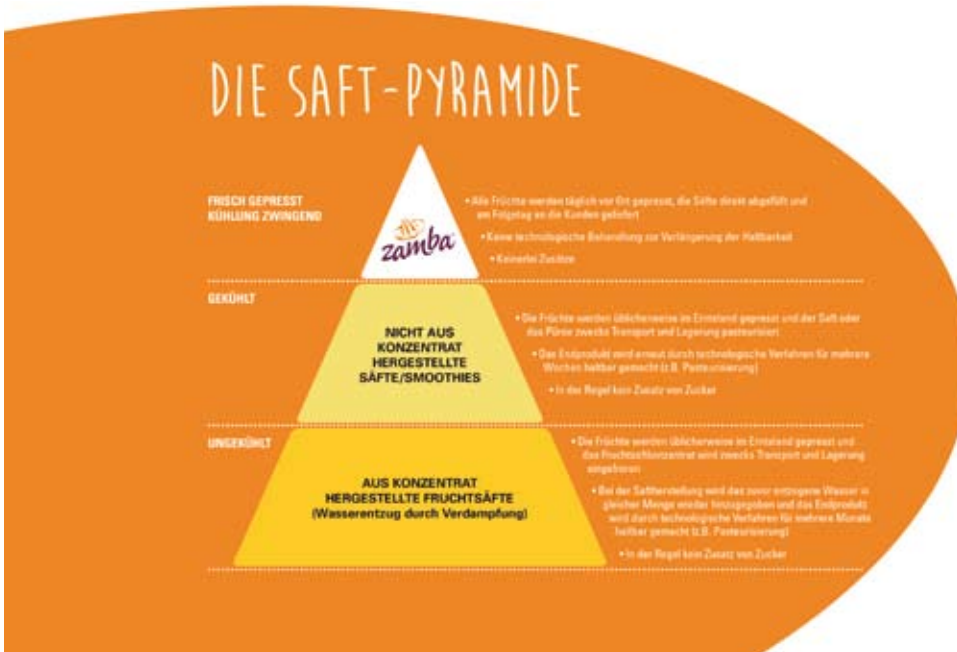 DIE SAFT-PYRAMIDE
FRISCH GEPRESST
KÜHLUNG ZWINGEND
zamba
• Alle Früchte werden täglich vor Ort gepresst, die Säfte direkt abgefüllt und
am Folgetag an die Kunden geliefert
• Keine technologische Behandlung zur Verlängerung der Haltbarkeit
• Keinerlei Zusätze
GEKÜHLT
NICHT AUS
KONZENTRAT
HERGESTELLTE
SÄFTE/SMOOTHIES
• Die Früchte werden üblicherweise im Ernteland gepresst und der Saft oder
das Püree zwecks Transport und Lagerung pasteurisiert
• Das Endprodukt wird erneut durch technologische Verfahren für mehrere
Wochen haltbar gemacht (z.B. Pasteurisierung)
• In der Regel kein Zusatz von Zucker
UNGEKÜHLT
AUS KONZENTRAT
HERGESTELLTE FRUCHTSÄFTE
(Wasserentzug durch Verdampfung)
• Die Früchte werden üblicherweise im Ernteland gepresst und
das Fruchtsaftkonzentrat wird zwecks Transport und Lagerung
eingefroren
• Bei der Saftherstellung wird das zuvor entzogene Wasser in
gleicher Menge wieder hinzugegeben und das Endprodukt
wird durch technologische Verfahren für mehrere Monate
haltbar gemacht (z.B. Pasteurisierung)
• In der Regel kein Zusatz von Zucker